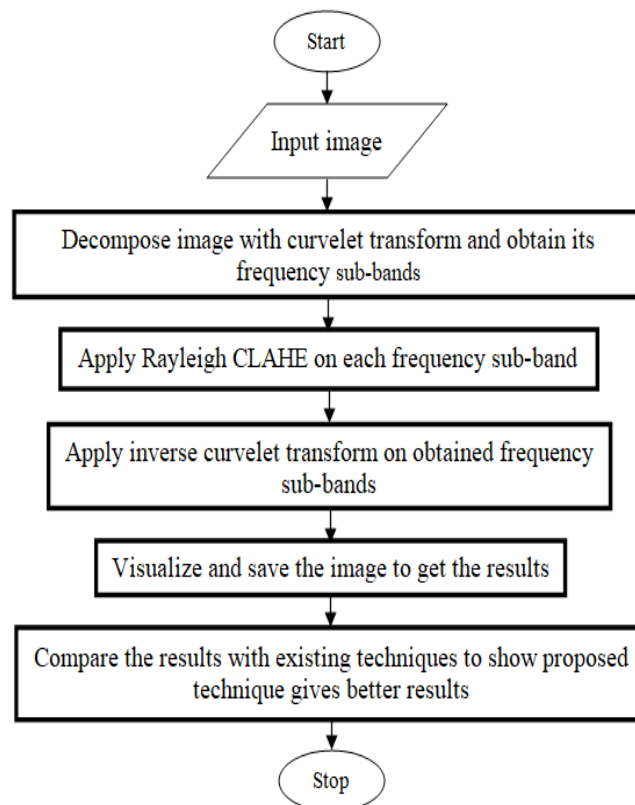 Start
Input image
Decompose image with curvelet transform and obtain its
frequency sub-bands
Apply Rayleigh CLAHE on each frequency sub-band
Apply inverse curvelet transform on obtained frequency
sub-bands
Visualize and save the image to get the results
Compare the results with existing techniques to show proposed
technique gives better results
Stop